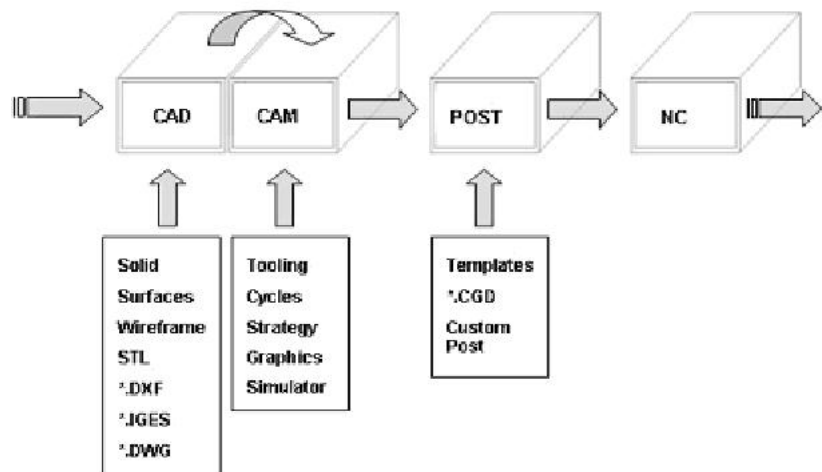 CAD
CAM
POST
NC
Solid
Surfaces
Wireframe
STL
*.DXF
*.IGES
*.DWG
Tooling
Cycles
Strategy
Graphics
Simulator
Templates
*.CGD
Custom
Post